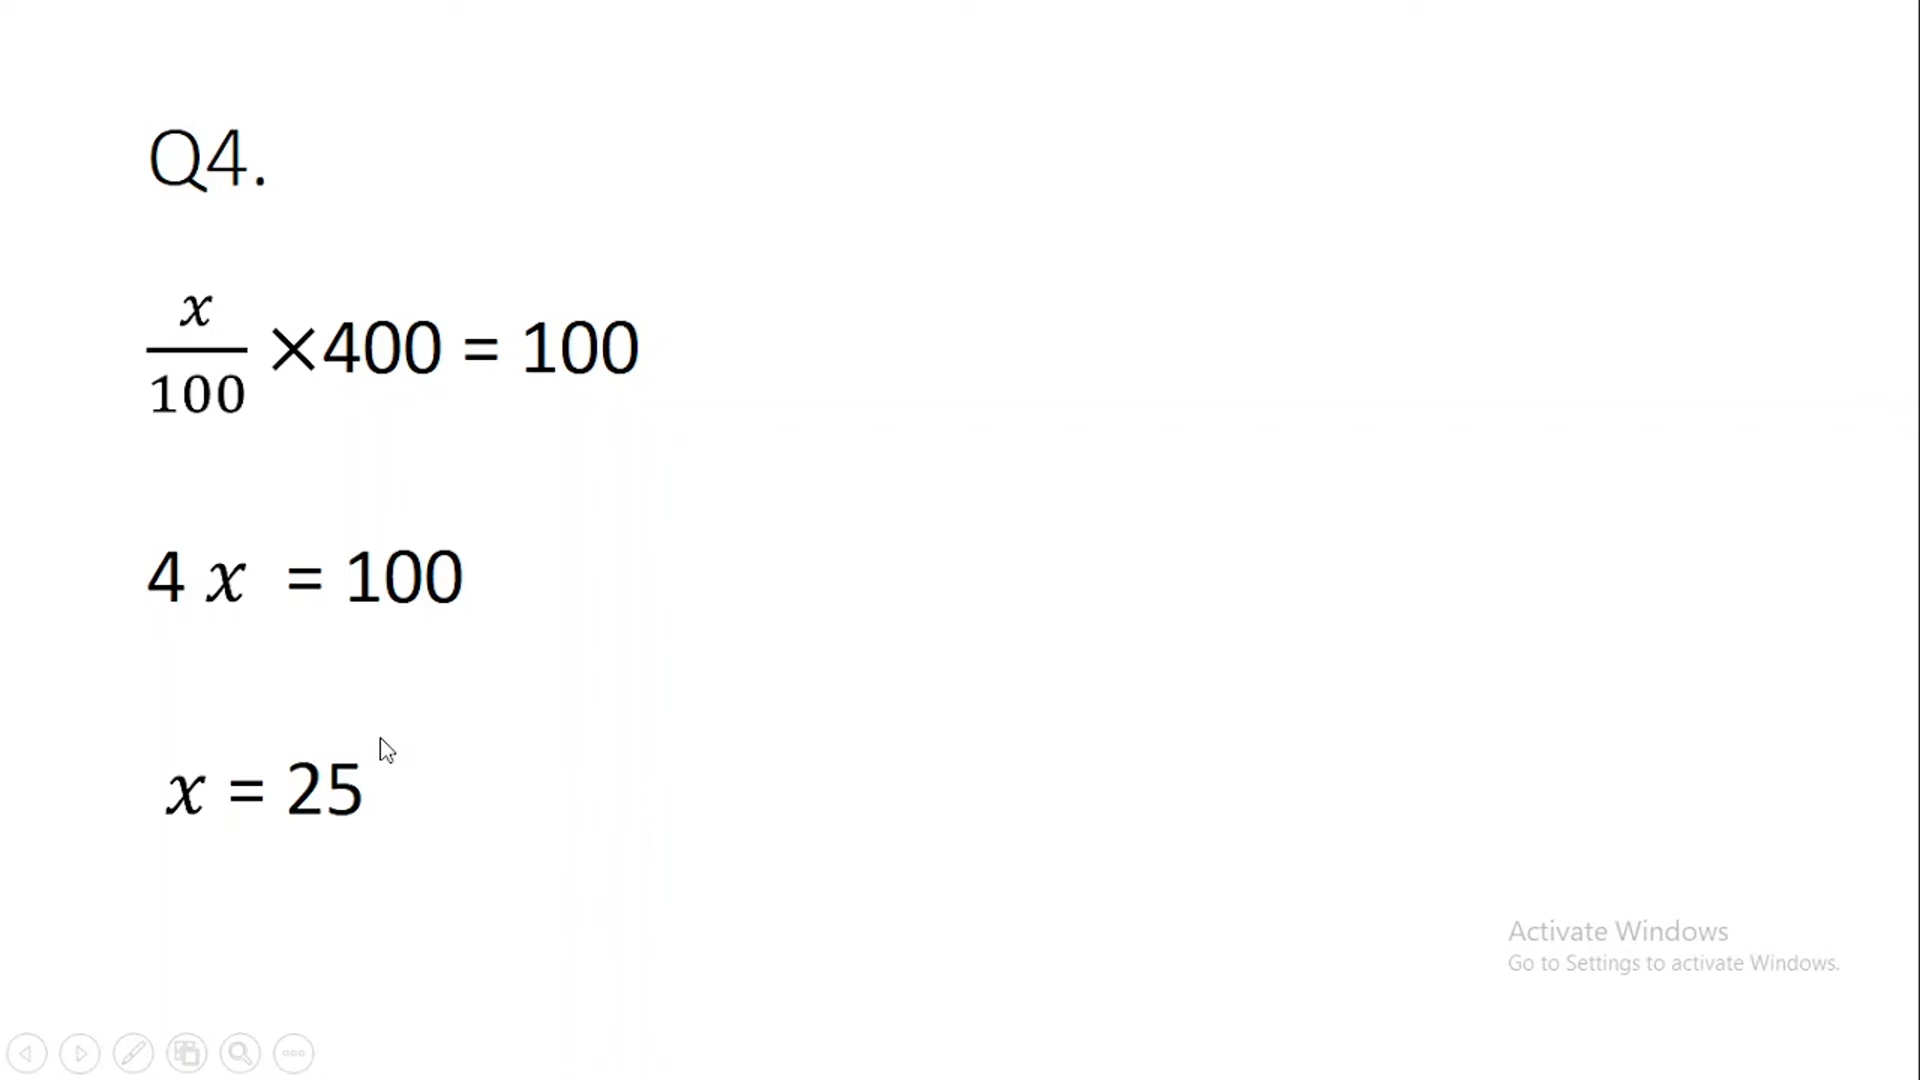 Q4.
x/100 ×400 = 100
4 x = 100
x = 25
Activate Windows
Go to Settings to activate Windows.